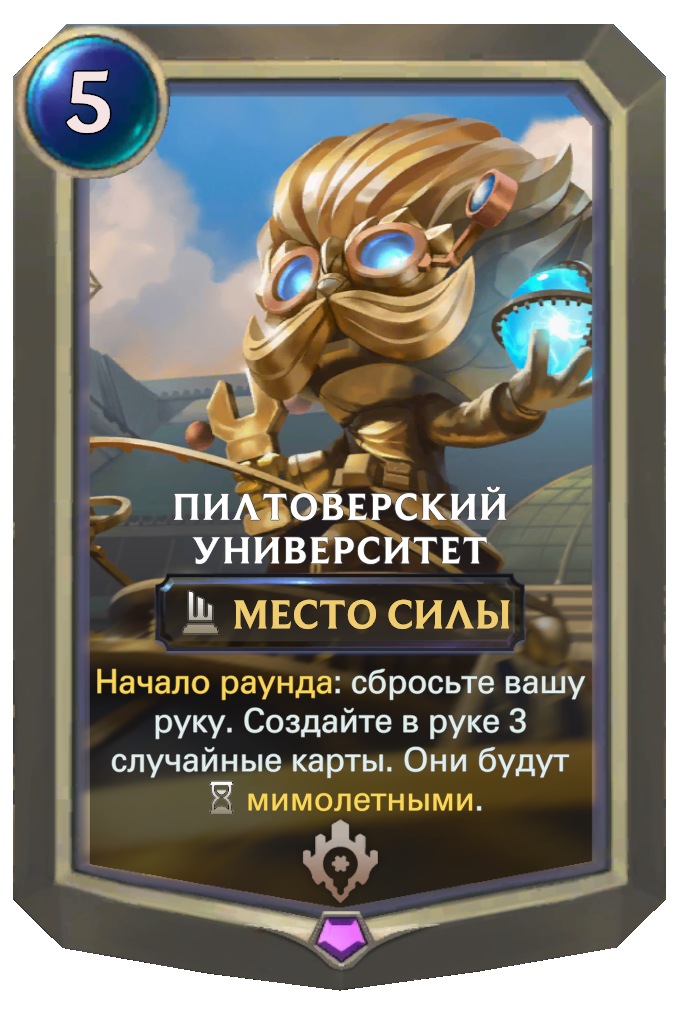 5
ПИЛТОВЕРСКИЙ
УНИВЕРСИТЕТ
МЕСТО СИЛЫ
Начало раунда: сбросьте вашу
руку. Создайте в руке 3
случайные карты. Они будут
мимолетными.